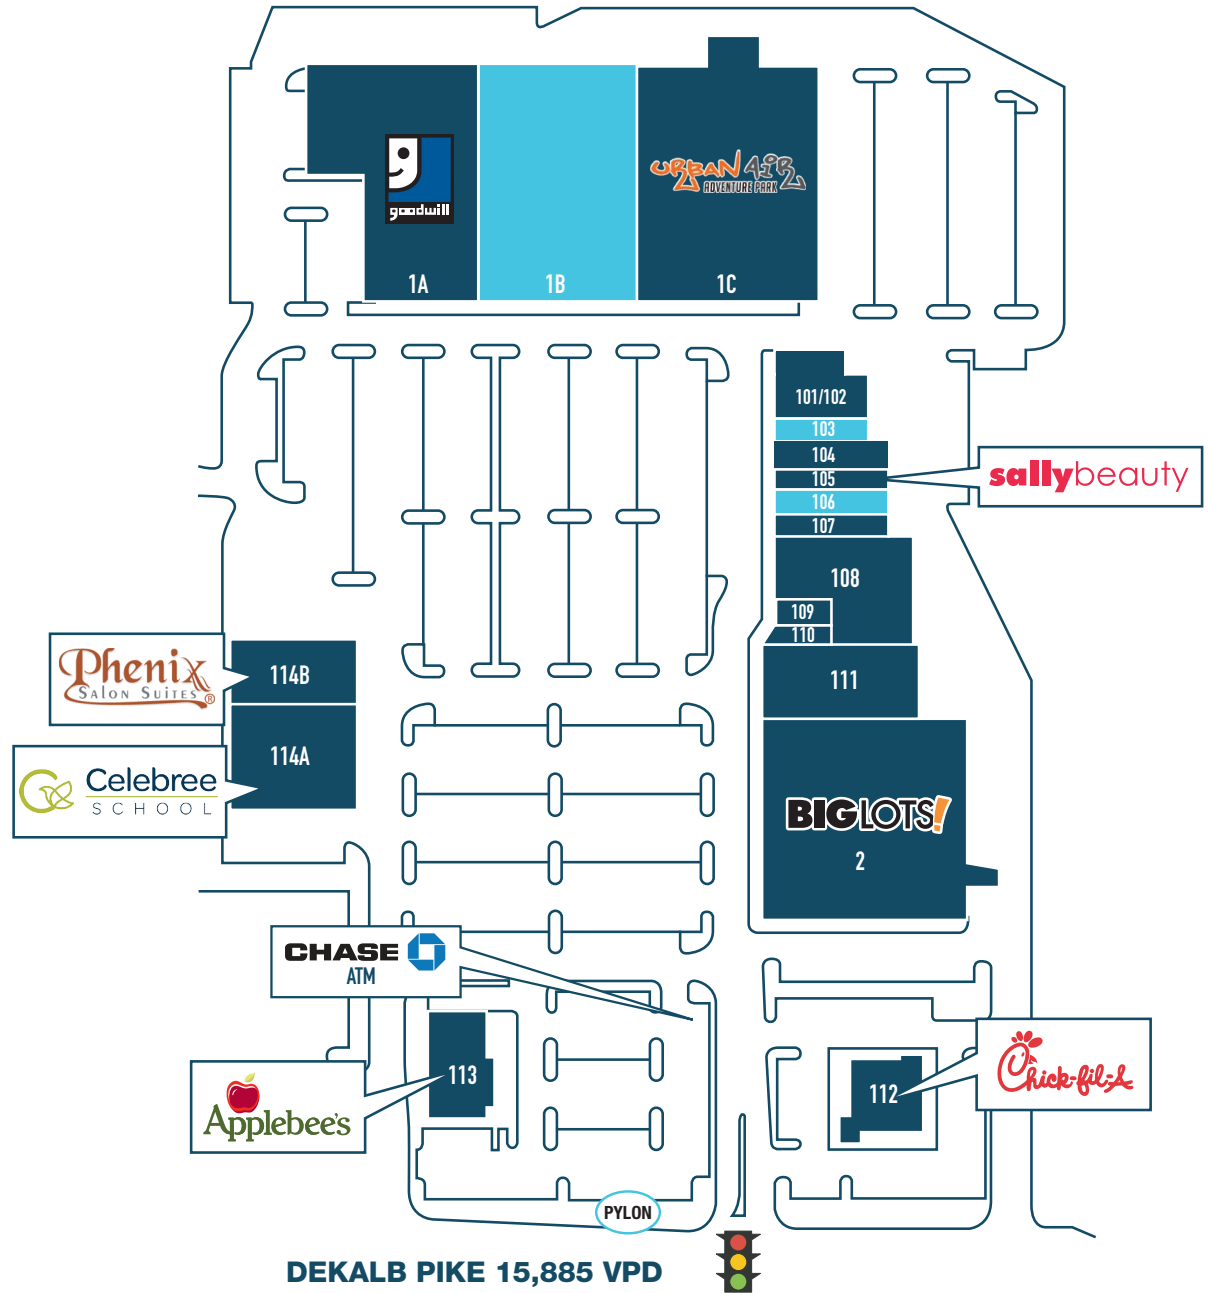 goodwill
URBAN AIR
ADVENTURE PARK
1A
1B
1C
101/102
103
104
105
sallybeauty
106
107
108
109
110
111
Phenix
SALON SUITES®
114B
114A
Celebree
SCHOOL
BIG LOTS!
2
CHASE
ATM
113
Applebee's
112
Chick-fil-A
PYLON
DEKALB PIKE 15,885 VPD